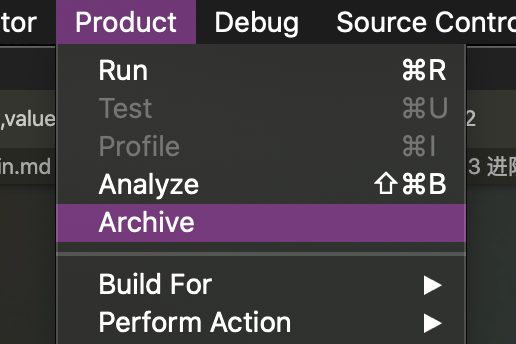 tor Product Debug Source Contro
Run ⌘R
Test ⌘U
,value 2
Profile ⌘I
in.md 3 进阶
Analyze ⇧⌘B
Archive
Build For ▶
Perform Action ▶